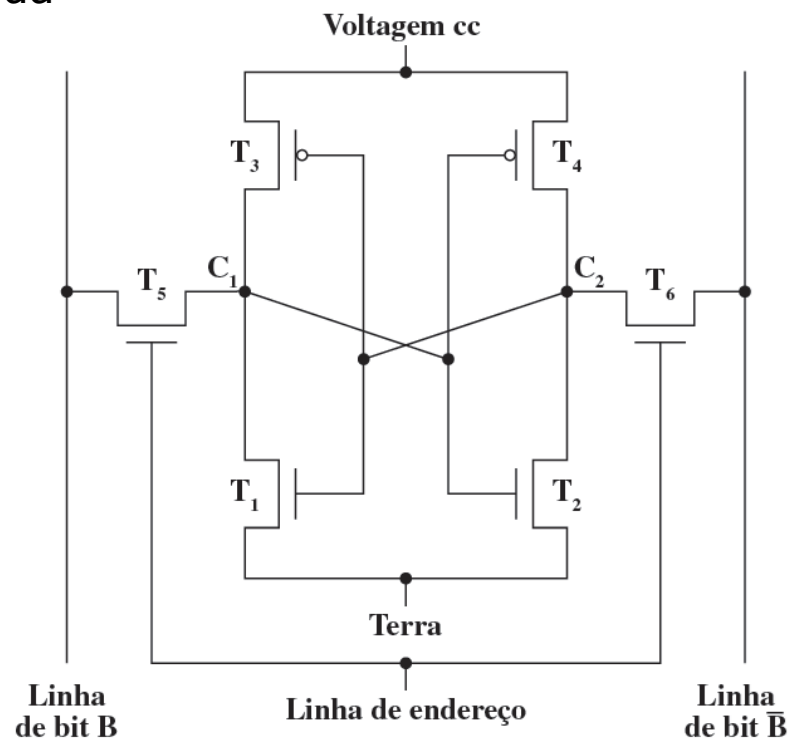 Voltagem cc
T3
T4
T5
C1
C2
T6
T1
T2
Terra
Linha
de bit B
Linha de endereço
Linha
de bit B̅